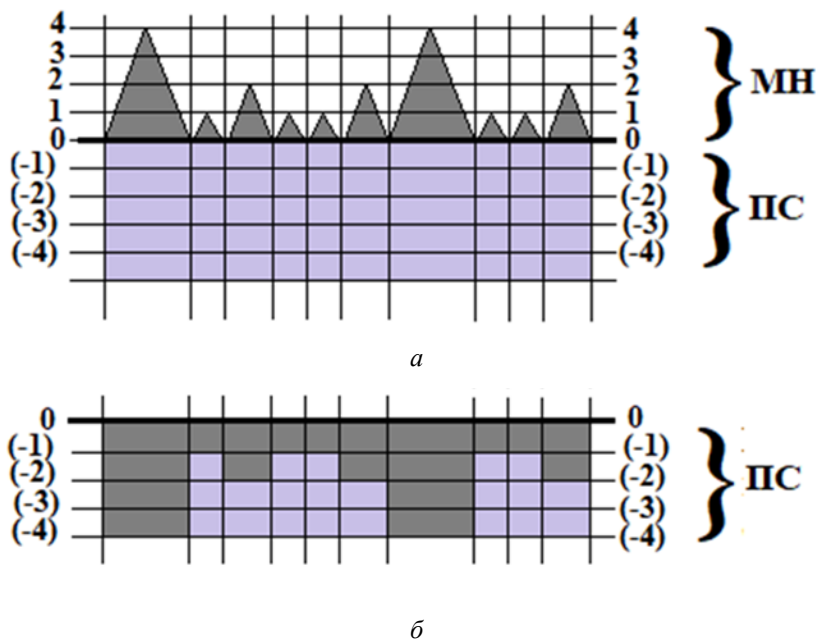 4 4
3 3
2 2 МН
1 1
0 0
(-1) (-1)
(-2) (-2)
(-3) (-3) ПС
(-4) (-4)
а
0 0
(-1) (-1)
(-2) (-2) ПС
(-3) (-3)
(-4) (-4)
б